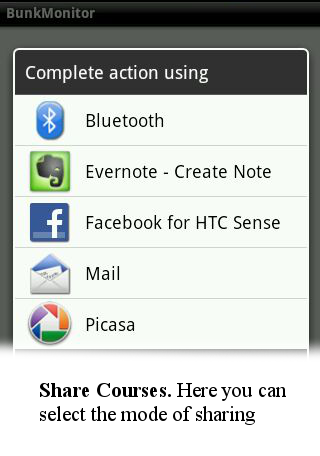 BunkMonitor
Complete action using
Bluetooth
Evernote - Create Note
Facebook for HTC Sense
Mail
Picasa
Share Courses. Here you can
select the mode of sharing